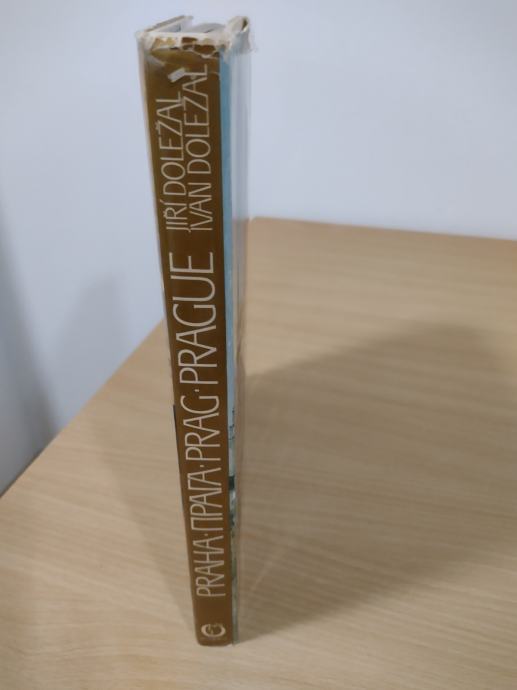 PRAHA·ПРАГА·PRAG·PRAGUE
JIŘÍ DOLEŽAL
IVAN DOLEŽAL